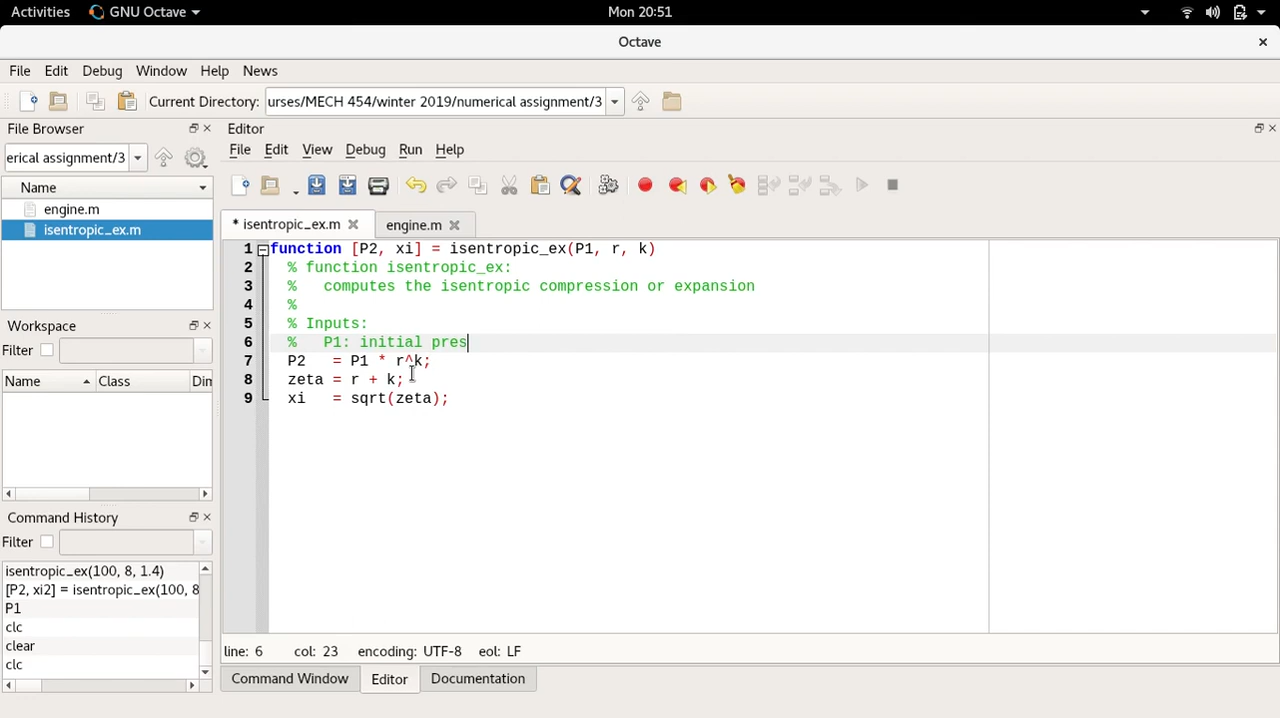 Activities GNU Octave Mon 20:51
Octave
File Edit Debug Window Help News
Current Directory: urses/MECH 454/winter 2019/numerical assignment/3
File Browser
erical assignment/3
Name
engine.m
isentropic_ex.m
Workspace
Filter
Name Class Dim
Command History
Filter
isentropic_ex(100, 8, 1.4)
[P2, xi2] = isentropic_ex(100, 8
P1
clc
clear
clc
Editor
File Edit View Debug Run Help
* isentropic_ex.m engine.m
1 function [P2, xi] = isentropic_ex(P1, r, k)
2 % function isentropic_ex:
3 % computes the isentropic compression or expansion
4 %
5 % Inputs:
6 % P1: initial pres
7 P2 = P1 * r^k;
8 zeta = r + k;
9 xi = sqrt(zeta);
line: 6 col: 23 encoding: UTF-8 eol: LF
Command Window Editor Documentation